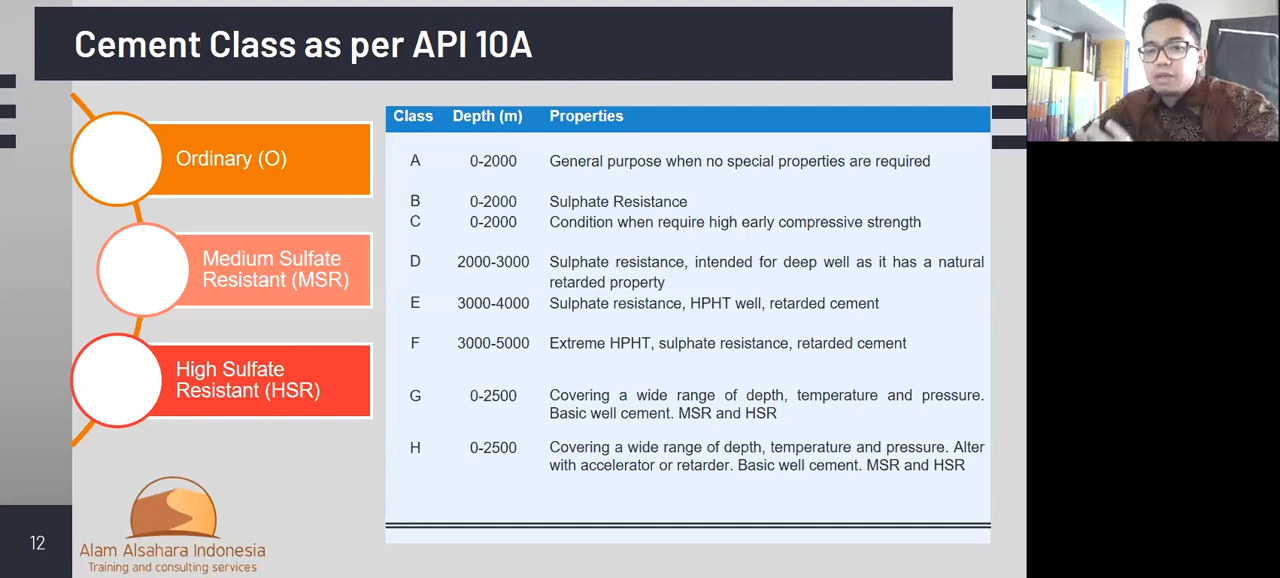 Cement Class as per API 10A
Ordinary (O)
Medium Sulfate
Resistant (MSR)
High Sulfate
Resistant (HSR)
Class Depth (m) Properties
A 0-2000 General purpose when no special properties are required
B 0-2000 Sulphate Resistance
C 0-2000 Condition when require high early compressive strength
D 2000-3000 Sulphate resistance, intended for deep well as it has a natural
retarded property
E 3000-4000 Sulphate resistance, HPHT well, retarded cement
F 3000-5000 Extreme HPHT, sulphate resistance, retarded cement
G 0-2500 Covering a wide range of depth, temperature and pressure.
Basic well cement. MSR and HSR
H 0-2500 Covering a wide range of depth, temperature and pressure. Alter
with accelerator or retarder. Basic well cement. MSR and HSR
12
Alam Alsahara Indonesia
Training and consulting services